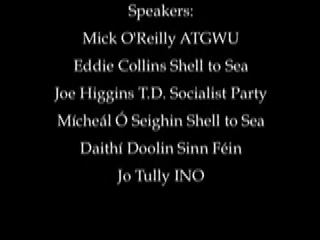 Speakers:
Mick O'Reilly ATGWU
Eddie Collins Shell to Sea
Joe Higgins T.D. Socialist Party
Mícheál Ó Seighin Shell to Sea
Daithí Doolin Sinn Féin
Jo Tully INO